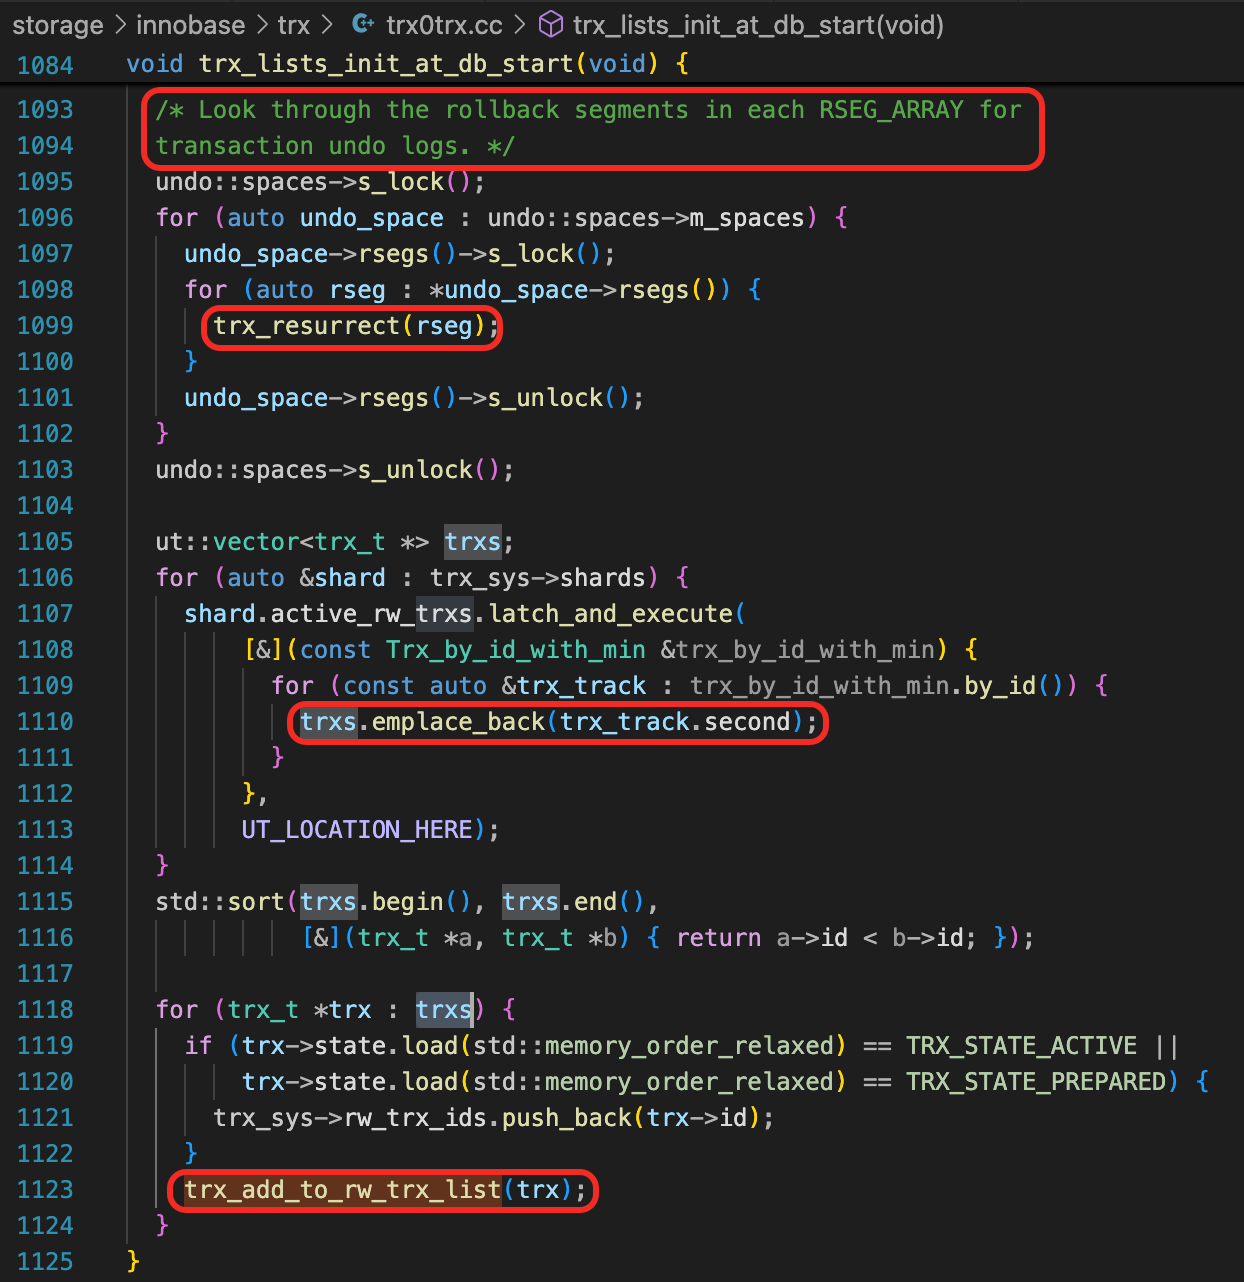 storage > innobase > trx > trx0trx.cc > trx_lists_init_at_db_start(void)
1084 void trx_lists_init_at_db_start(void) {
1093 /* Look through the rollback segments in each RSEG_ARRAY for
1094 transaction undo logs. */
1095 undo::spaces->s_lock();
1096 for (auto undo_space : undo::spaces->m_spaces) {
1097 undo_space->rsegs()->s_lock();
1098 for (auto rseg : *undo_space->rsegs()) {
1099 trx_resurrect(rseg);
1100 }
1101 undo_space->rsegs()->s_unlock();
1102 }
1103 undo::spaces->s_unlock();
1104
1105 ut::vector<trx_t *> trxs;
1106 for (auto &shard : trx_sys->shards) {
1107 shard.active_rw_trxs.latch_and_execute(
1108 [&](const Trx_by_id_with_min &trx_by_id_with_min) {
1109 for (const auto &trx_track : trx_by_id_with_min.by_id()) {
1110 trxs.emplace_back(trx_track.second);
1111 }
1112 },
1113 UT_LOCATION_HERE);
1114 }
1115 std::sort(trxs.begin(), trxs.end(),
1116 [&](trx_t *a, trx_t *b) { return a->id < b->id; });
1117
1118 for (trx_t *trx : trxs) {
1119 if (trx->state.load(std::memory_order_relaxed) == TRX_STATE_ACTIVE ||
1120 trx->state.load(std::memory_order_relaxed) == TRX_STATE_PREPARED) {
1121 trx_sys->rw_trx_ids.push_back(trx->id);
1122 }
1123 trx_add_to_rw_trx_list(trx);
1124 }
1125 }